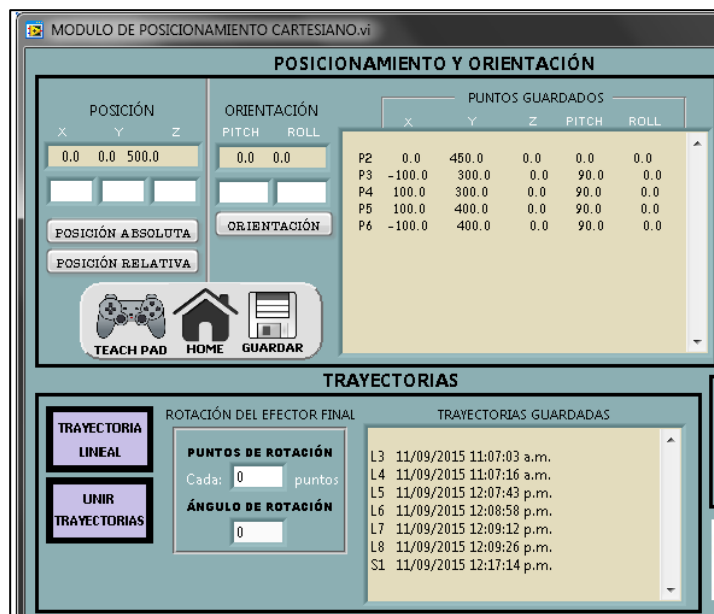 MODULO DE POSICIONAMIENTO CARTESIANO.vi
POSICIONAMIENTO Y ORIENTACIÓN
POSICIÓN
X Y Z
0.0 0.0 500.0
POSICIÓN ABSOLUTA
POSICIÓN RELATIVA
ORIENTACIÓN
PITCH ROLL
0.0 0.0
ORIENTACIÓN
TEACH PAD HOME GUARDAR
PUNTOS GUARDADOS
X Y Z PITCH ROLL
P2 0.0 450.0 0.0 0.0 0.0
P3 -100.0 300.0 0.0 90.0 0.0
P4 100.0 300.0 0.0 90.0 0.0
P5 100.0 400.0 0.0 90.0 0.0
P6 -100.0 400.0 0.0 90.0 0.0
TRAYECTORIAS
TRAYECTORIA
LINEAL
UNIR
TRAYECTORIAS
ROTACIÓN DEL EFECTOR FINAL
PUNTOS DE ROTACIÓN
Cada: 0 puntos
ÁNGULO DE ROTACIÓN
0
TRAYECTORIAS GUARDADAS
L3 11/09/2015 11:07:03 a.m.
L4 11/09/2015 11:07:16 a.m.
L5 11/09/2015 12:07:43 p.m.
L6 11/09/2015 12:08:58 p.m.
L7 11/09/2015 12:09:12 p.m.
L8 11/09/2015 12:09:26 p.m.
S1 11/09/2015 12:17:14 p.m.